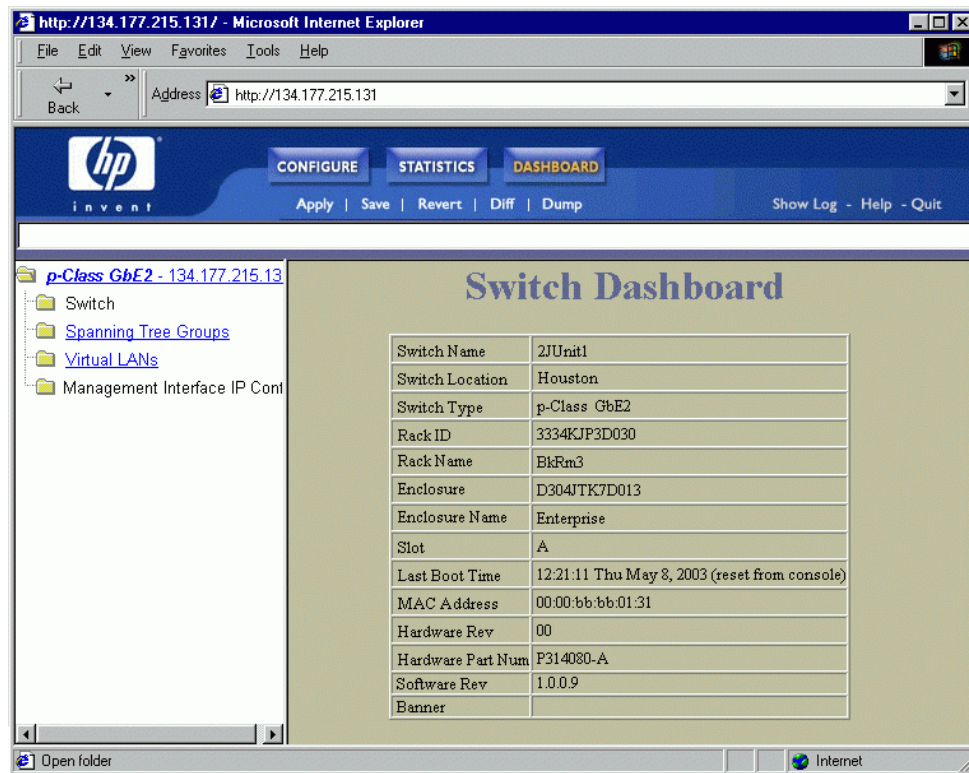 http://134.177.215.131/ - Microsoft Internet Explorer
File Edit View Favorites Tools Help
Back » Address http://134.177.215.131
hp
invent
CONFIGURE STATISTICS DASHBOARD
Apply | Save | Revert | Diff | Dump Show Log - Help - Quit
p-Class GbE2 - 134.177.215.13
Switch
Spanning Tree Groups
Virtual LANs
Management Interface IP Conf
Switch Dashboard
Switch Name 2JUnit1
Switch Location Houston
Switch Type p-Class GbE2
Rack ID 3334KJP3D030
Rack Name BkRm3
Enclosure D304JTK7D013
Enclosure Name Enterprise
Slot A
Last Boot Time 12:21:11 Thu May 8, 2003 (reset from console)
MAC Address 00:00:bb:bb:01:31
Hardware Rev 00
Hardware Part Num P314080-A
Software Rev 1.0.0.9
Banner
Open folder Internet